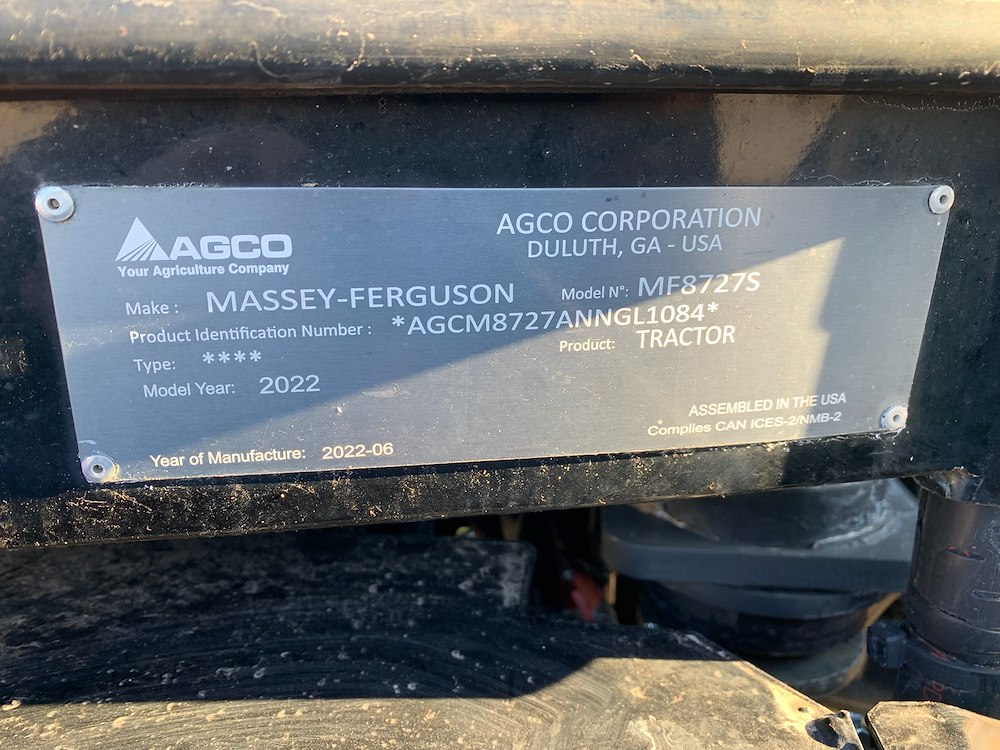 AGCO
Your Agriculture Company
AGCO CORPORATION
DULUTH, GA - USA
Make : MASSEY-FERGUSON Model N°: MF8727S
Product Identification Number : *AGCM8727ANNGL1084*
Type: **** Product: TRACTOR
Model Year: 2022
ASSEMBLED IN THE USA
Complies CAN ICES-2/NMB-2
Year of Manufacture: 2022-06